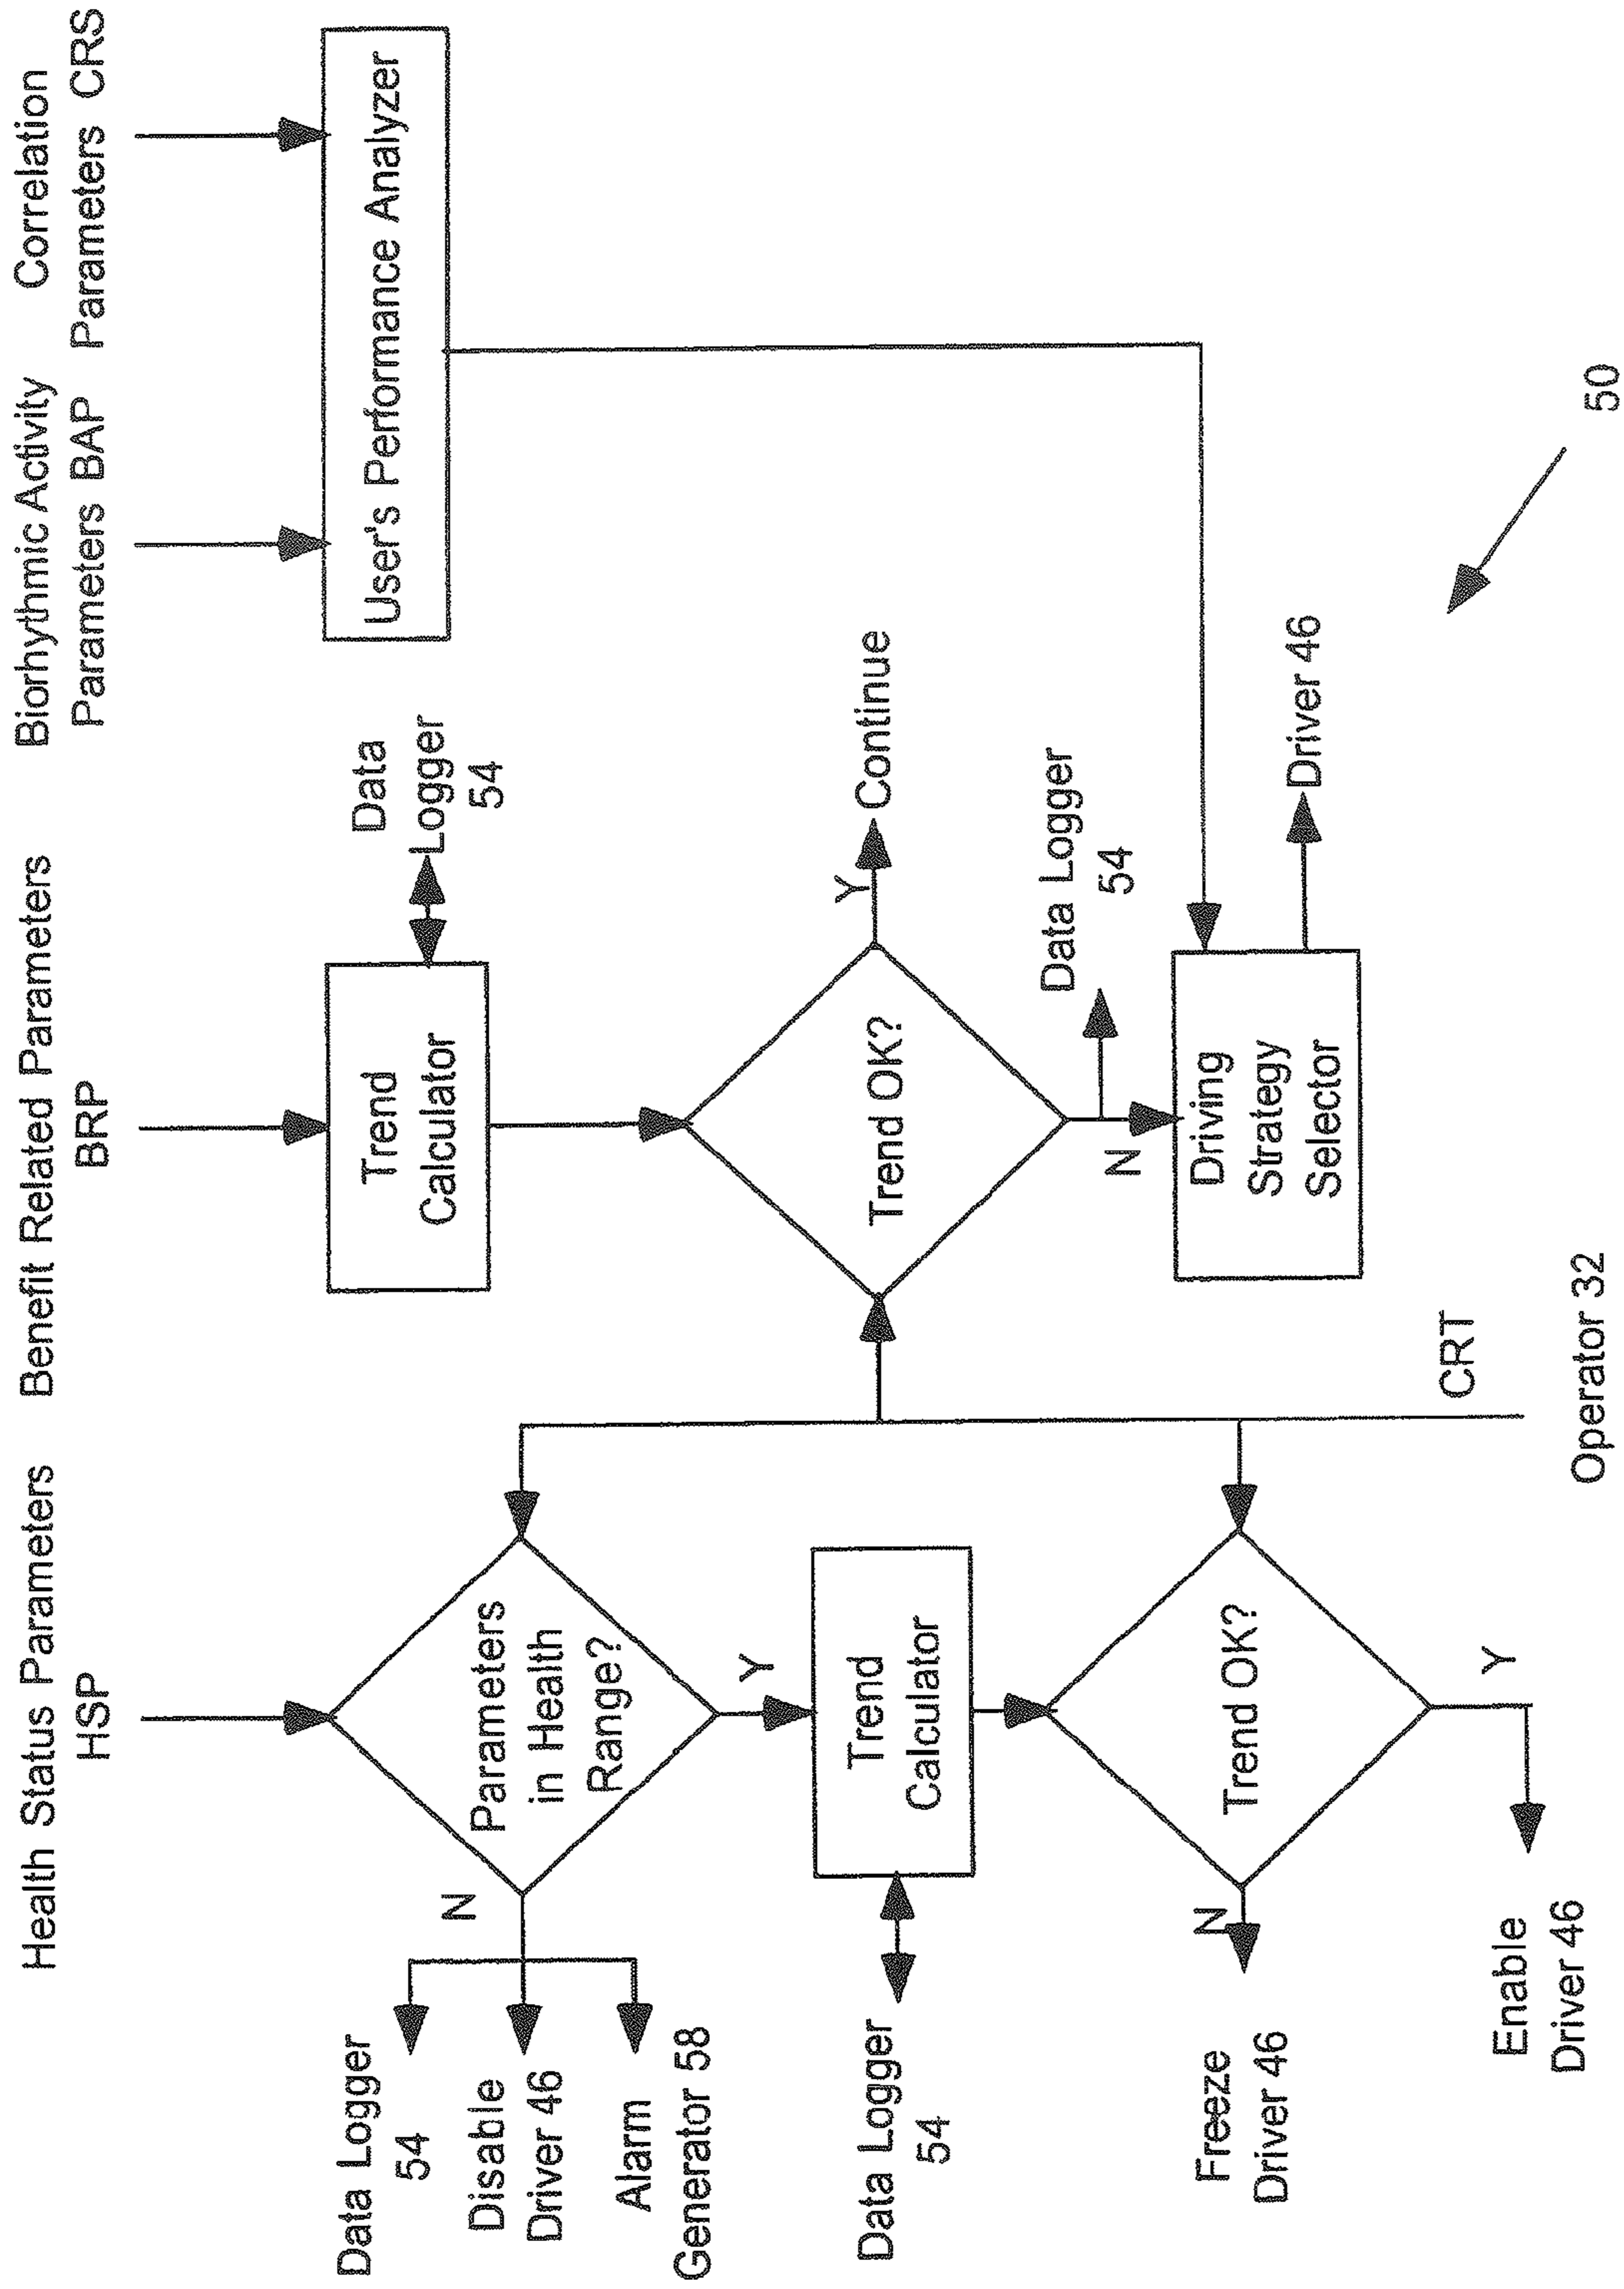 Health Status Parameters
HSP
Benefit Related Parameters
BRP
Biorhythmic Activity
Parameters BAP
Correlation
Parameters CRS
Parameters
in Health
Range?
N
Data Logger
54
Disable
Driver 46
Alarm
Generator 58
Y
Trend
Calculator
Data Logger
54
Trend OK?
N
Freeze
Driver 46
Y
Enable
Driver 46
CRT
Operator 32
Trend
Calculator
Data
Logger
54
Trend OK?
Y
Continue
N
Data Logger
54
Driving
Strategy
Selector
Driver 46
User's Performance Analyzer
50